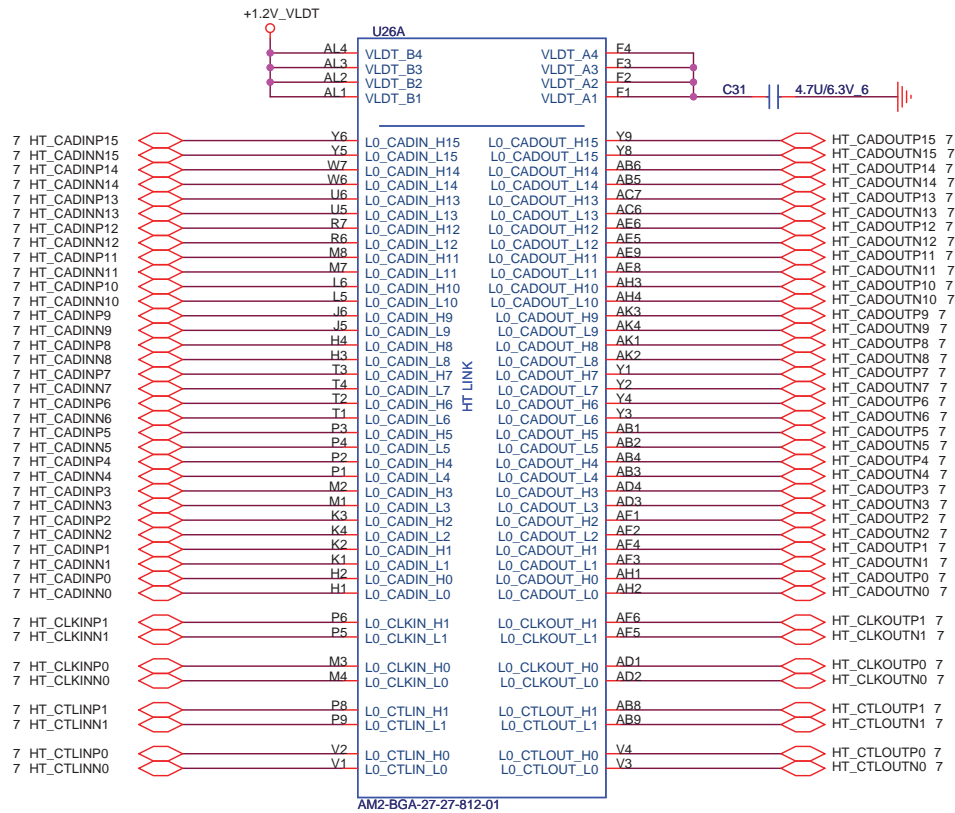 +1.2V_VLDT
U26A
AL4 VLDT_B4 VLDT_A4 F4
AL3 VLDT_B3 VLDT_A3 F3
AL2 VLDT_B2 VLDT_A2 F2
AL1 VLDT_B1 VLDT_A1 F1 C31 4.7U/6.3V_6
7 HT_CADINP15 Y6 L0_CADIN_H15 L0_CADOUT_H15 Y9 HT_CADOUTP15 7
7 HT_CADINN15 Y5 L0_CADIN_L15 L0_CADOUT_L15 Y8 HT_CADOUTN15 7
7 HT_CADINP14 W7 L0_CADIN_H14 L0_CADOUT_H14 AB6 HT_CADOUTP14 7
7 HT_CADINN14 W6 L0_CADIN_L14 L0_CADOUT_L14 AB5 HT_CADOUTN14 7
7 HT_CADINP13 U6 L0_CADIN_H13 L0_CADOUT_H13 AC7 HT_CADOUTP13 7
7 HT_CADINN13 U5 L0_CADIN_L13 L0_CADOUT_L13 AC6 HT_CADOUTN13 7
7 HT_CADINP12 R7 L0_CADIN_H12 L0_CADOUT_H12 AE6 HT_CADOUTP12 7
7 HT_CADINN12 R6 L0_CADIN_L12 L0_CADOUT_L12 AE5 HT_CADOUTN12 7
7 HT_CADINP11 M8 L0_CADIN_H11 L0_CADOUT_H11 AE9 HT_CADOUTP11 7
7 HT_CADINN11 M7 L0_CADIN_L11 L0_CADOUT_L11 AE8 HT_CADOUTN11 7
7 HT_CADINP10 L6 L0_CADIN_H10 L0_CADOUT_H10 AH3 HT_CADOUTP10 7
7 HT_CADINN10 L5 L0_CADIN_L10 L0_CADOUT_L10 AH4 HT_CADOUTN10 7
7 HT_CADINP9 J6 L0_CADIN_H9 L0_CADOUT_H9 AK3 HT_CADOUTP9 7
7 HT_CADINN9 J5 L0_CADIN_L9 L0_CADOUT_L9 AK4 HT_CADOUTN9 7
7 HT_CADINP8 H4 L0_CADIN_H8 L0_CADOUT_H8 AK1 HT_CADOUTP8 7
7 HT_CADINN8 H3 L0_CADIN_L8 L0_CADOUT_L8 AK2 HT_CADOUTN8 7
7 HT_CADINP7 T3 L0_CADIN_H7 L0_CADOUT_H7 Y1 HT_CADOUTP7 7
7 HT_CADINN7 T4 L0_CADIN_L7 L0_CADOUT_L7 Y2 HT_CADOUTN7 7
HT LINK
7 HT_CADINP6 T2 L0_CADIN_H6 L0_CADOUT_H6 Y4 HT_CADOUTP6 7
7 HT_CADINN6 T1 L0_CADIN_L6 L0_CADOUT_L6 Y3 HT_CADOUTN6 7
7 HT_CADINP5 P3 L0_CADIN_H5 L0_CADOUT_H5 AB1 HT_CADOUTP5 7
7 HT_CADINN5 P4 L0_CADIN_L5 L0_CADOUT_L5 AB2 HT_CADOUTN5 7
7 HT_CADINP4 P2 L0_CADIN_H4 L0_CADOUT_H4 AB4 HT_CADOUTP4 7
7 HT_CADINN4 P1 L0_CADIN_L4 L0_CADOUT_L4 AB3 HT_CADOUTN4 7
7 HT_CADINP3 M2 L0_CADIN_H3 L0_CADOUT_H3 AD4 HT_CADOUTP3 7
7 HT_CADINN3 M1 L0_CADIN_L3 L0_CADOUT_L3 AD3 HT_CADOUTN3 7
7 HT_CADINP2 K3 L0_CADIN_H2 L0_CADOUT_H2 AF1 HT_CADOUTP2 7
7 HT_CADINN2 K4 L0_CADIN_L2 L0_CADOUT_L2 AF2 HT_CADOUTN2 7
7 HT_CADINP1 K2 L0_CADIN_H1 L0_CADOUT_H1 AF4 HT_CADOUTP1 7
7 HT_CADINN1 K1 L0_CADIN_L1 L0_CADOUT_L1 AF3 HT_CADOUTN1 7
7 HT_CADINP0 H2 L0_CADIN_H0 L0_CADOUT_H0 AH1 HT_CADOUTP0 7
7 HT_CADINN0 H1 L0_CADIN_L0 L0_CADOUT_L0 AH2 HT_CADOUTN0 7
7 HT_CLKINP1 P6 L0_CLKIN_H1 L0_CLKOUT_H1 AF6 HT_CLKOUTP1 7
7 HT_CLKINN1 P5 L0_CLKIN_L1 L0_CLKOUT_L1 AF5 HT_CLKOUTN1 7
7 HT_CLKINP0 M3 L0_CLKIN_H0 L0_CLKOUT_H0 AD1 HT_CLKOUTP0 7
7 HT_CLKINN0 M4 L0_CLKIN_L0 L0_CLKOUT_L0 AD2 HT_CLKOUTN0 7
7 HT_CTLINP1 P8 L0_CTLIN_H1 L0_CTLOUT_H1 AB8 HT_CTLOUTP1 7
7 HT_CTLINN1 P9 L0_CTLIN_L1 L0_CTLOUT_L1 AB9 HT_CTLOUTN1 7
7 HT_CTLINP0 V2 L0_CTLIN_H0 L0_CTLOUT_H0 V4 HT_CTLOUTP0 7
7 HT_CTLINN0 V1 L0_CTLIN_L0 L0_CTLOUT_L0 V3 HT_CTLOUTN0 7
AM2-BGA-27-27-812-01